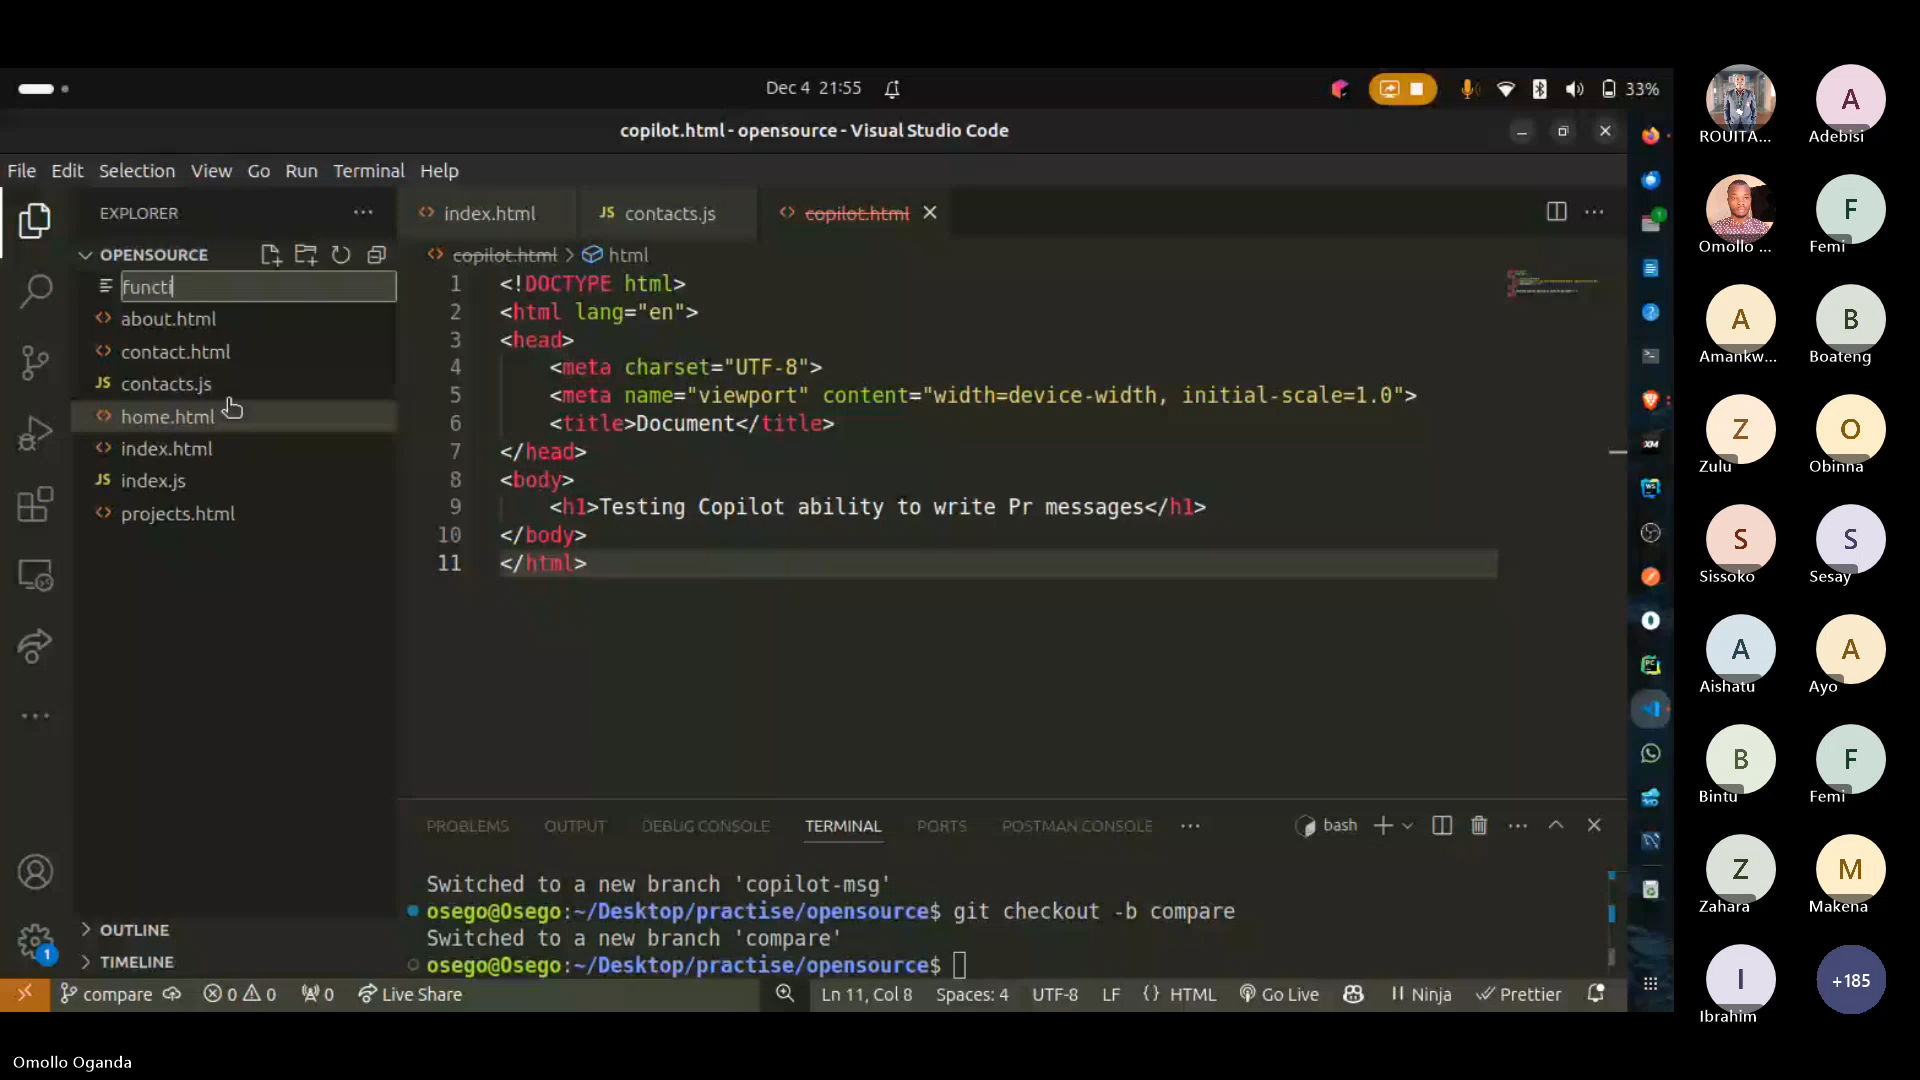 Dec 4 21:55
33%
copilot.html - opensource - Visual Studio Code
File Edit Selection View Go Run Terminal Help
EXPLORER
OPENSOURCE
Functi
about.html
contact.html
JS contacts.js
home.html
index.html
JS index.js
projects.html
OUTLINE
TIMELINE
index.html
JS contacts.js
copilot.html
copilot.html > html
1 <!DOCTYPE html>
2 <html lang="en">
3 <head>
4 <meta charset="UTF-8">
5 <meta name="viewport" content="width=device-width, initial-scale=1.0">
6 <title>Document</title>
7 </head>
8 <body>
9 <h1>Testing Copilot ability to write Pr messages</h1>
10 </body>
11 </html>
PROBLEMS OUTPUT DEBUG CONSOLE TERMINAL PORTS POSTMAN CONSOLE
bash
Switched to a new branch 'copilot-msg'
osego@Osego:~/Desktop/practise/opensource$ git checkout -b compare
Switched to a new branch 'compare'
osego@Osego:~/Desktop/practise/opensource$
1
compare 0 0 0 Live Share
Ln 11, Col 8 Spaces: 4 UTF-8 LF {} HTML Go Live Ninja Prettier
XM
WS
PC
ROUITA...
A
Adebisi
Omollo ...
F
Femi
A
Amankw...
B
Boateng
Z
Zulu
O
Obinna
S
Sissoko
S
Sesay
A
Aishatu
A
Ayo
B
Bintu
F
Femi
Z
Zahara
M
Makena
I
Ibrahim
+185
Omollo Oganda